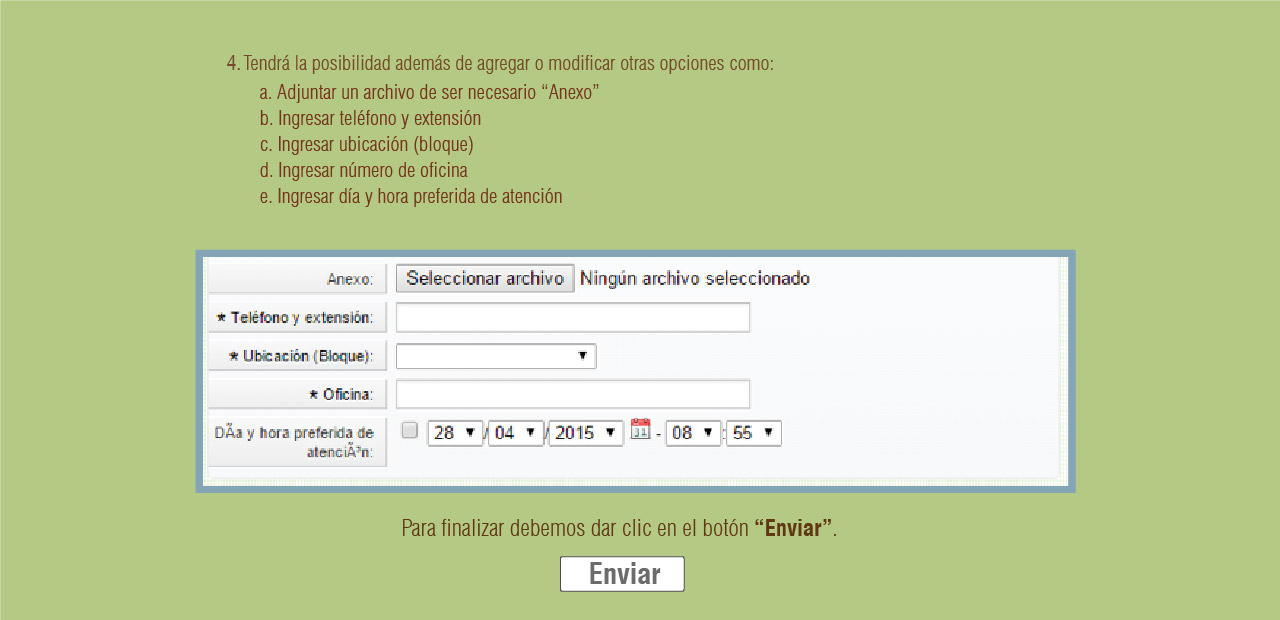 4. Tendrá la posibilidad además de agregar o modificar otras opciones como:
a. Adjuntar un archivo de ser necesario “Anexo”
b. Ingresar teléfono y extensión
c. Ingresar ubicación (bloque)
d. Ingresar número de oficina
e. Ingresar día y hora preferida de atención
Anexo: Seleccionar archivo Ningún archivo seleccionado
* Teléfono y extensión:
* Ubicación (Bloque):
* Oficina:
DÃa y hora preferida de
atenciÃ³n:
28 / 04 / 2015 31 - 08 : 55
Para finalizar debemos dar clic en el botón “Enviar”.
Enviar